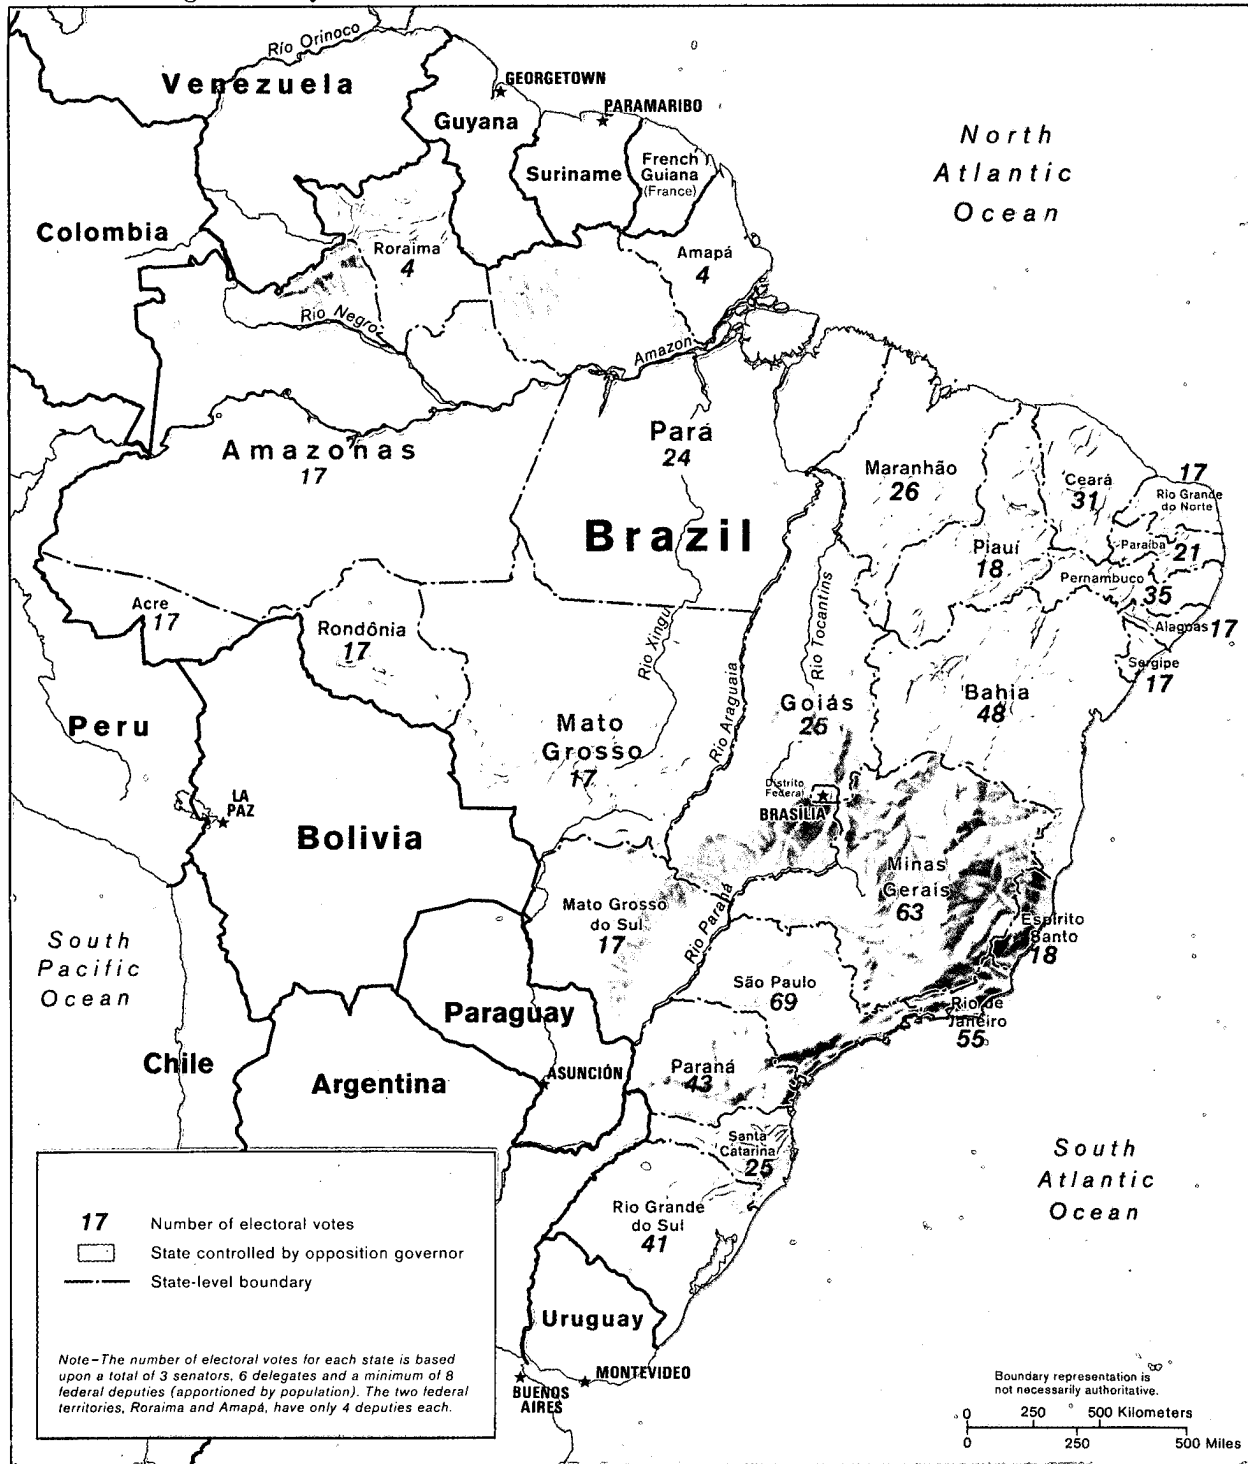 Río Orinoco
Venezuela
GEORGETOWN
PARAMARIBO
Guyana
Suriname
French
Guiana
(France)
North
Atlantic
Ocean
Colombia
Roraima
4
Amapá
4
Rio Negro
Amazon
Amazonas
17
Pará
24
Maranhão
26
Ceará
31
17
Rio Grande
do Norte
Brazil
Piauí
18
Paraíba 21
Pernambuco
35
Alagoas 17
Sergipe
17
Acre
17
Rondônia
17
Rio Xingu
Rio Araguaia
Rio Tocantins
Peru
Mato
Grosso
17
Goiás
25
Bahia
48
LA
PAZ
Distrito
Federal
BRASÍLIA
Bolivia
Minas
Gerais
63
Mato Grosso
do Sul
17
Rio Paraná
Espírito
Santo
18
South
Pacific
Ocean
São Paulo
69
Rio de
Janeiro
55
Paraguay
Chile
Argentina
ASUNCIÓN
Paraná
43
Santa
Catarina
25
South
Atlantic
Ocean
Rio Grande
do Sul
41
Uruguay
MONTEVIDEO
BUENOS
AIRES
17 Number of electoral votes
State controlled by opposition governor
State-level boundary
Note-The number of electoral votes for each state is based
upon a total of 3 senators, 6 delegates and a minimum of 8
federal deputies (apportioned by population). The two federal
territories, Roraima and Amapá, have only 4 deputies each.
Boundary representation is
not necessarily authoritative.
0 250 500 Kilometers
0 250 500 Miles